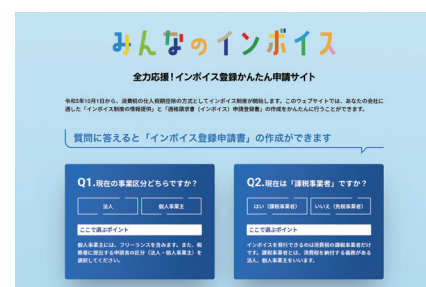 みんなのインボイス
全力応援！インボイス登録かんたん申請サイト
令和5年10月1日から、消費税の仕入税額控除の方式としてインボイス制度が開始します。このウェブサイトでは、あなたの会社に
適した「インボイス制度の情報提供」と「適格請求書（インボイス）申請登録書」の作成をかんたんに行うことができます。
質問に答えると「インボイス登録申請書」の作成ができます
Q1.現在の事業区分どちらですか？
法人
個人事業主
ここで選ぶポイント
個人事業主には、フリーランスを含みます。また、税
務署に提出する申請書の区分（法人・個人事業主）を
選択してください。
Q2.現在は「課税事業者」ですか？
はい（課税事業者）
いいえ（免税事業者）
ここで選ぶポイント
インボイスを発行できるのは消費税の課税事業者だけ
です。課税事業者とは、消費税を納付する義務がある
法人、個人事業主をいいます。